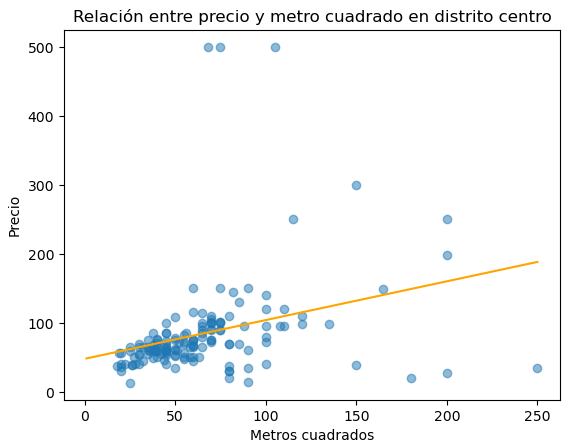 Relación entre precio y metro cuadrado en distrito centro
500
400
300
200
100
0
Precio
0 50 100 150 200 250
Metros cuadrados